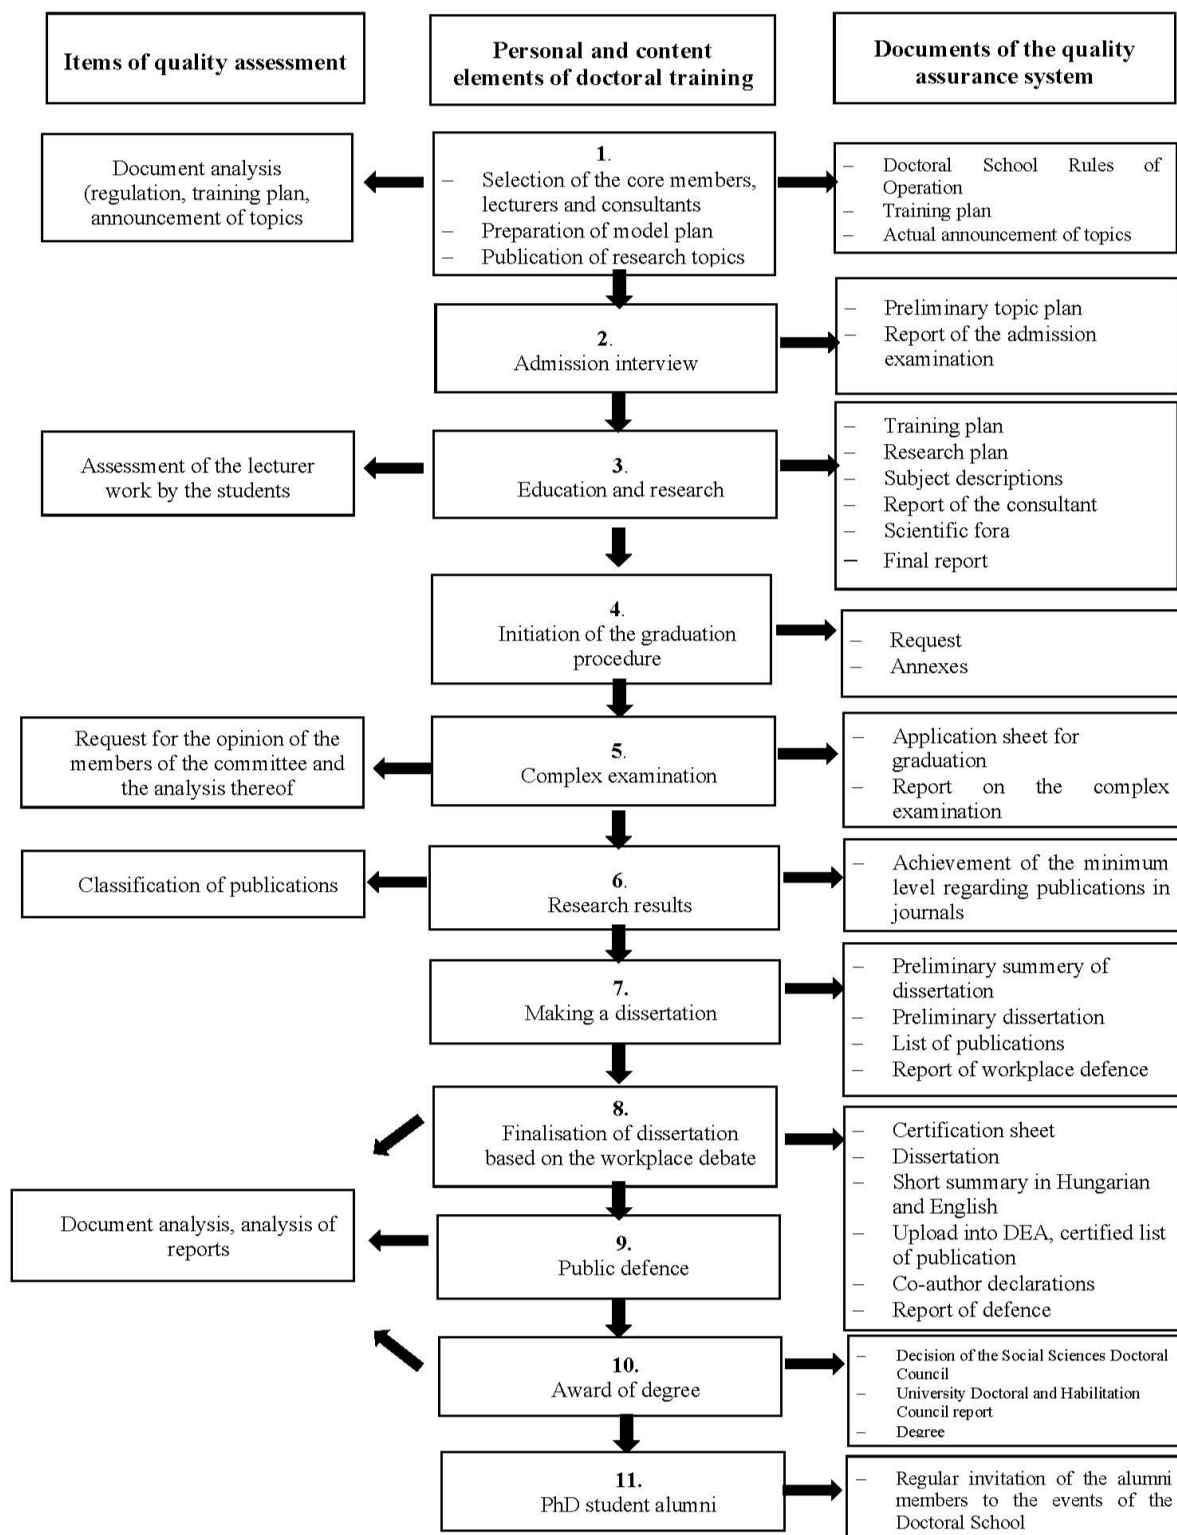 Items of quality assessment
Personal and content
elements of doctoral training
Documents of the quality
assurance system
Document analysis
(regulation, training plan,
announcement of topics
1.
– Selection of the core members,
lecturers and consultants
– Preparation of model plan
– Publication of research topics
– Doctoral School Rules of
Operation
– Training plan
– Actual announcement of topics
2.
Admission interview
– Preliminary topic plan
– Report of the admission
examination
Assessment of the lecturer
work by the students
3.
Education and research
– Training plan
– Research plan
– Subject descriptions
– Report of the consultant
– Scientific fora
– Final report
4.
Initiation of the graduation
procedure
– Request
– Annexes
Request for the opinion of the
members of the committee and
the analysis thereof
5.
Complex examination
– Application sheet for
graduation
– Report on the complex
examination
Classification of publications
6.
Research results
– Achievement of the minimum
level regarding publications in
journals
7.
Making a dissertation
– Preliminary summery of
dissertation
– Preliminary dissertation
– List of publications
– Report of workplace defence
8.
Finalisation of dissertation
based on the workplace debate
– Certification sheet
– Dissertation
– Short summary in Hungarian
and English
– Upload into DEA, certified list
of publication
– Co-author declarations
– Report of defence
Document analysis, analysis of
reports
9.
Public defence
10.
Award of degree
– Decision of the Social Sciences Doctoral
Council
– University Doctoral and Habilitation
Council report
– Degree
11.
PhD student alumni
– Regular invitation of the alumni
members to the events of the
Doctoral School